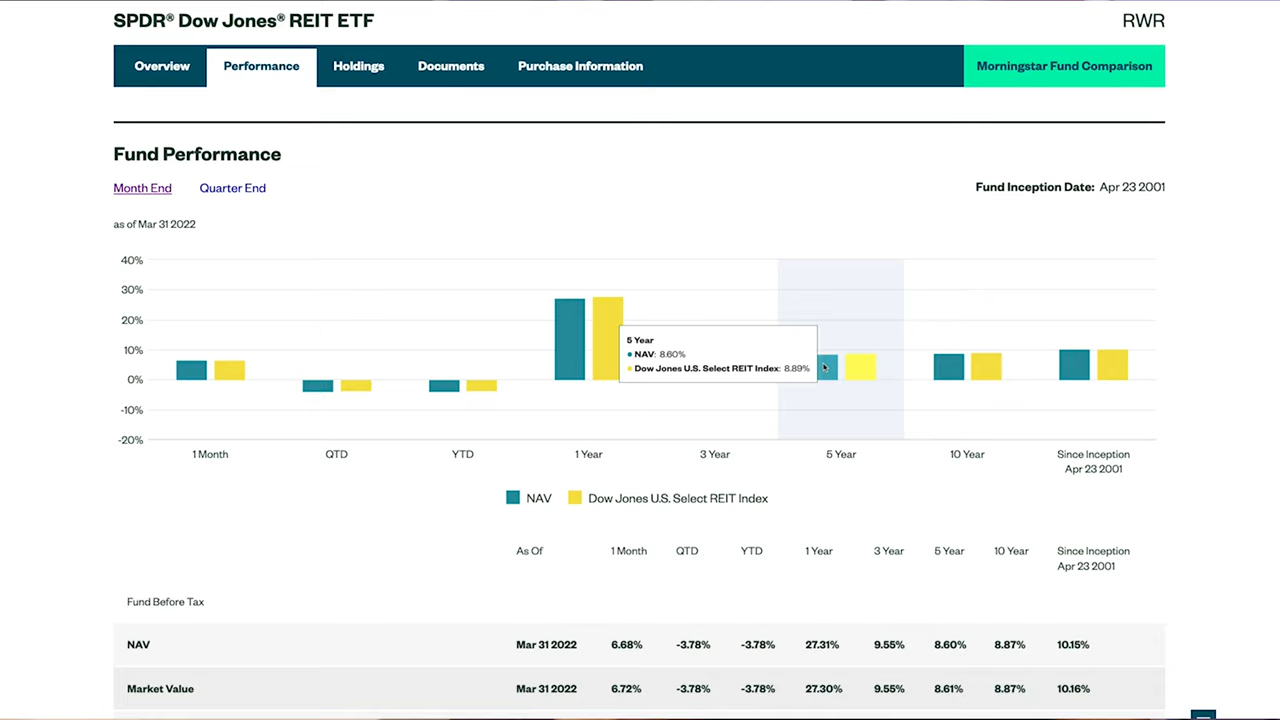 SPDR® Dow Jones® REIT ETF
RWR
Overview Performance Holdings Documents Purchase Information Morningstar Fund Comparison
Fund Performance
Month End Quarter End
Fund Inception Date: Apr 23 2001
as of Mar 31 2022
40%
30%
20%
10%
0%
-10%
-20%
5 Year
NAV: 8.60%
Dow Jones U.S. Select REIT Index: 8.89%
1 Month QTD YTD 1 Year 3 Year 5 Year 10 Year Since Inception
Apr 23 2001
NAV Dow Jones U.S. Select REIT Index
As Of 1 Month QTD YTD 1 Year 3 Year 5 Year 10 Year Since Inception
Apr 23 2001
Fund Before Tax
NAV Mar 31 2022 6.68% -3.78% -3.78% 27.31% 9.55% 8.60% 8.87% 10.15%
Market Value Mar 31 2022 6.72% -3.78% -3.78% 27.30% 9.55% 8.61% 8.87% 10.16%